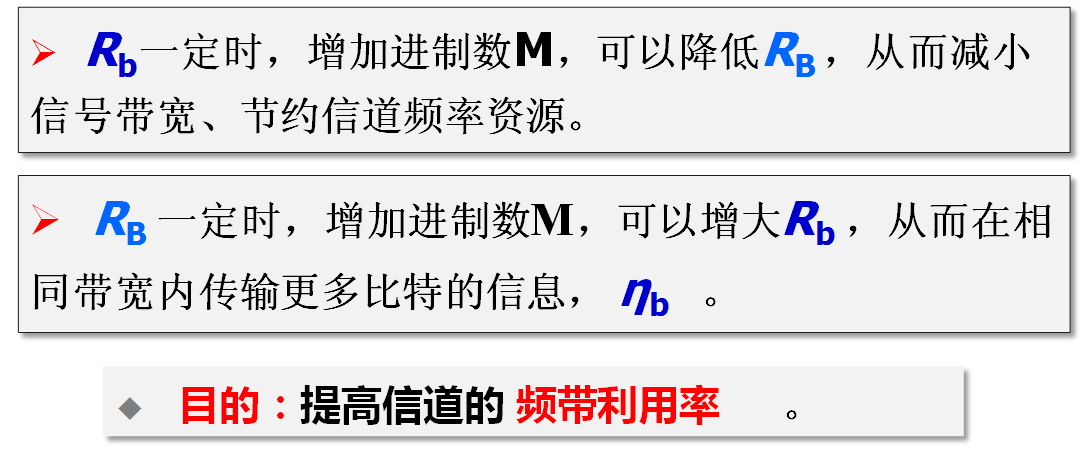 ➢ Rb一定时，增加进制数M，可以降低RB，从而减小
信号带宽、节约信道频率资源。
➢ RB 一定时，增加进制数M，可以增大Rb，从而在相
同带宽内传输更多比特的信息， ηb 。
◆ 目的：提高信道的 频带利用率 。